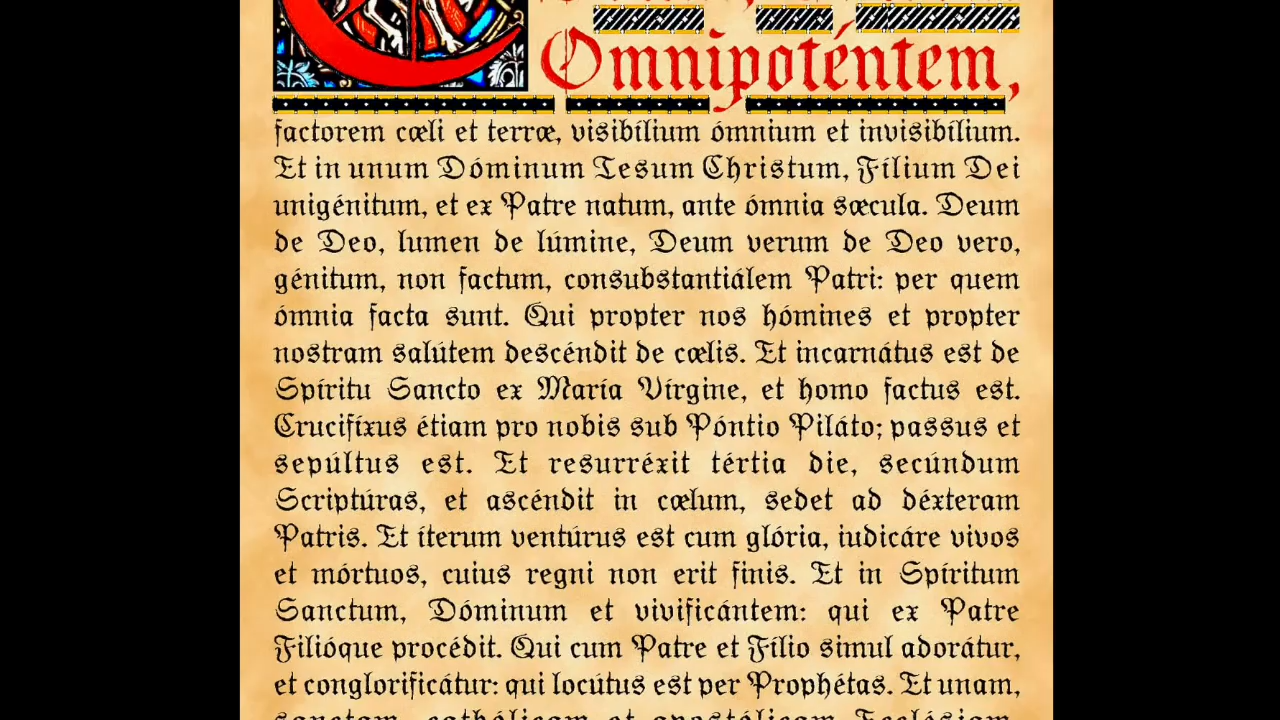 Omnipoténtem,
factorem cœli et terræ, visibílium ómnium et invisibílium.
Et in unum Dóminum Iesum Christum, Fílium Dei
unigénitum, et ex Patre natum, ante ómnia sæcula. Deum
de Deo, lumen de lúmine, Deum verum de Deo vero,
génitum, non factum, consubstantiálem Patri: per quem
ómnia facta sunt. Qui propter nos hómines et propter
nostram salútem descéndit de cœlis. Et incarnátus est de
Spíritu Sancto ex María Vírgine, et homo factus est.
Crucifíxus étiam pro nobis sub Póntio Piláto; passus et
sepúltus est. Et resurréxit tértia die, secúndum
Scriptúras, et ascéndit in cœlum, sedet ad déxteram
Patris. Et íterum ventúrus est cum glória, iudicáre vivos
et mórtuos, cuius regni non erit finis. Et in Spíritum
Sanctum, Dóminum et vivificántem: qui ex Patre
Filióque procédit. Qui cum Patre et Fílio simul adorátur,
et conglorificátur: qui locútus est per Prophétas. Et unam,
sanctam, cathólicam et apostólicam Ecclésiam.